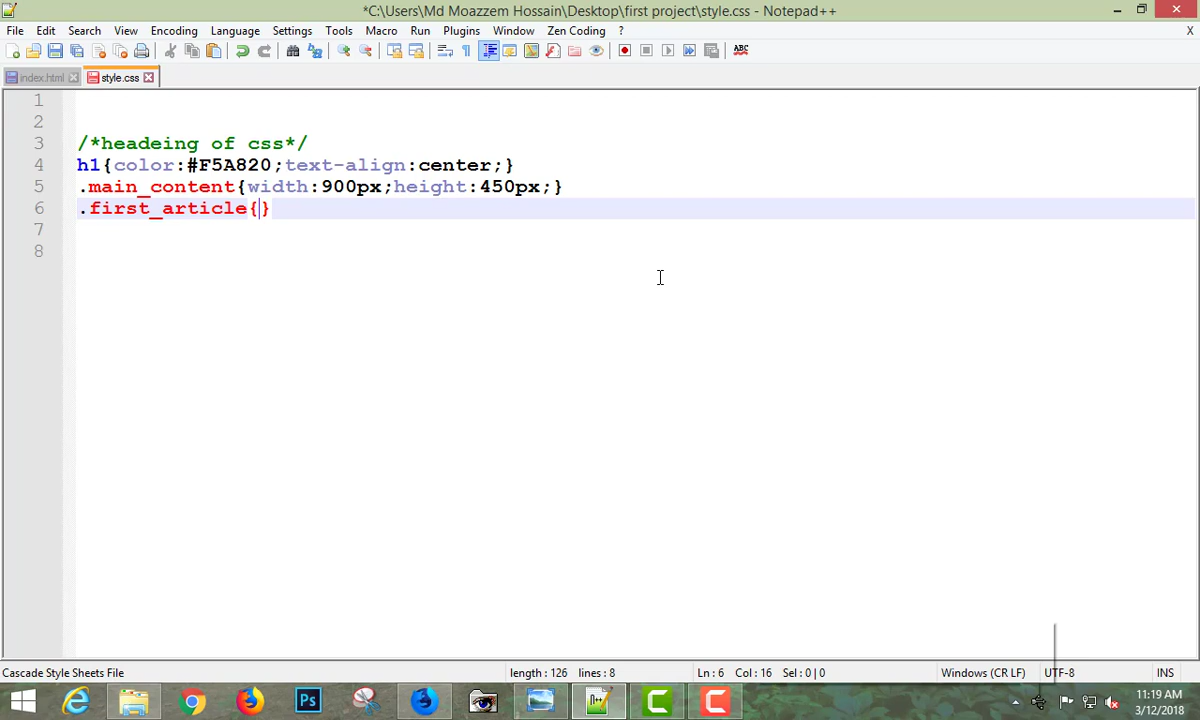 *C:\Users\Md Moazzem Hossain\Desktop\first project\style.css - Notepad++
File Edit Search View Encoding Language Settings Tools Macro Run Plugins Window Zen Coding ? X
ABC
index.html style.css
1
2
3 /*headeing of css*/
4 h1{color:#F5A820;text-align:center;}
5 .main_content{width:900px;height:450px;}
6 .first_article{}
7
8
Cascade Style Sheets File length : 126 lines : 8 Ln : 6 Col : 16 Sel : 0 | 0 Windows (CR LF) UTF-8 INS
Ps
11:19 AM
3/12/2018